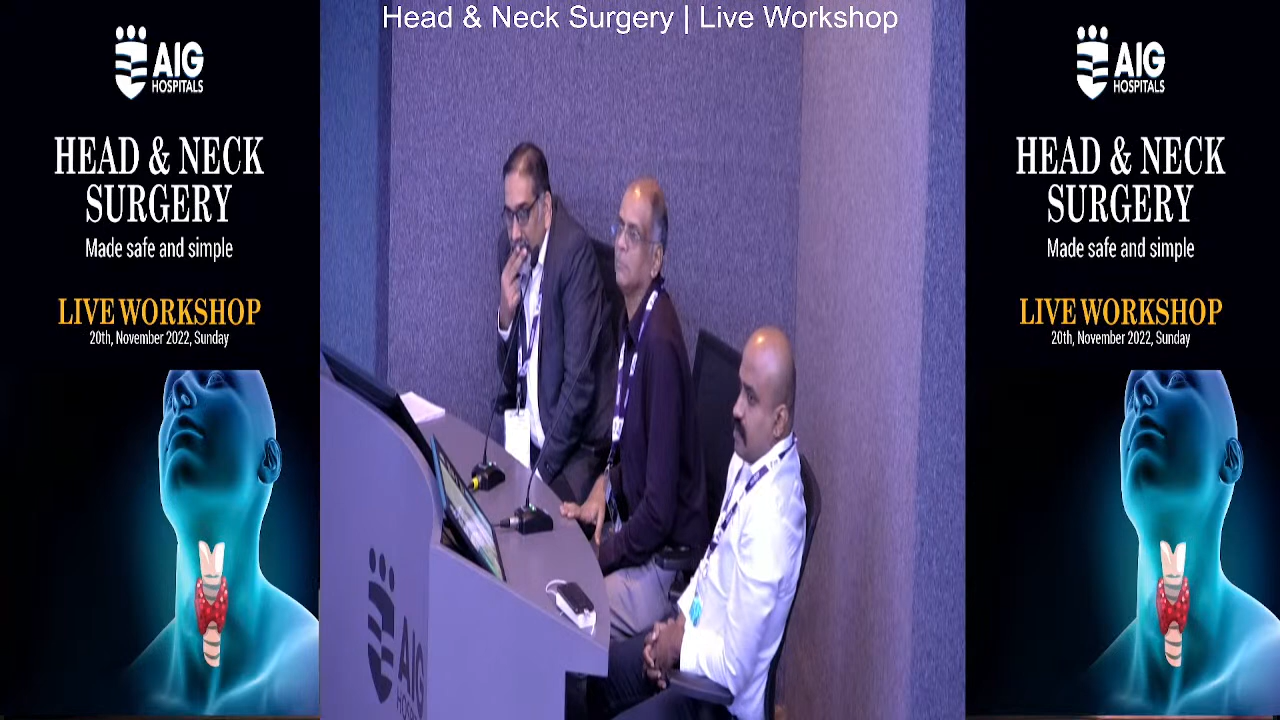 Head & Neck Surgery | Live Workshop
AIG
HOSPITALS
HEAD & NECK
SURGERY
Made safe and simple
LIVE WORKSHOP
20th, November 2022, Sunday
AIG
HOSPITALS
HEAD & NECK
SURGERY
Made safe and simple
LIVE WORKSHOP
20th, November 2022, Sunday
AIG